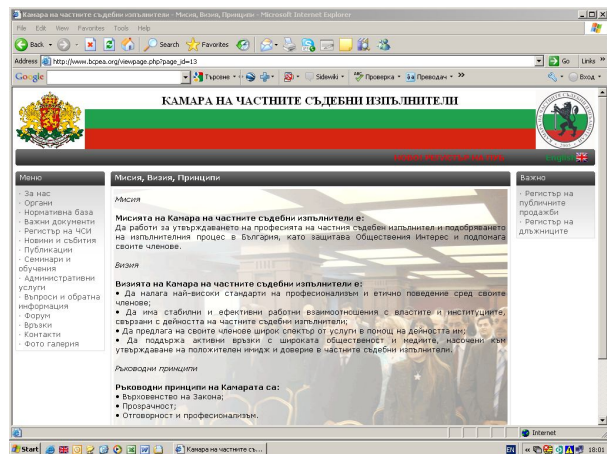 Камара на частните съдебни изпълнители - Мисия, Визия, Принципи - Microsoft Internet Explorer
File Edit View Favorites Tools Help
Back Search Favorites
Address http://www.bcpea.org/viewpage.php?page_id=13 Go Links
Google Търсене Sidewiki Проверка Преводач Вход
КАМАРА НА ЧАСТНИТЕ СЪДЕБНИ ИЗПЪЛНИТЕЛИ
English
Меню
· За нас
· Органи
· Нормативна база
· Важни документи
· Регистър на ЧСИ
· Новини и събития
· Публикации
· Семинари и
обучения
· Административни
услуги
· Въпроси и обратна
информация
· Форум
· Връзки
· Контакти
· Фото галерия
Мисия, Визия, Принципи
Мисия
Мисията на Камара на частните съдебни изпълнители е:
Да работи за утвърждаването на професията на частния съдебен изпълнител и подобряването
на изпълнителния процес в България, като защитава Обществения Интерес и подпомага
своите членове.
Визия
Визията на Камара на частните съдебни изпълнители е:
• Да налага най-високи стандарти на професионализъм и етично поведение сред своите
членове;
• Да има стабилни и ефективни работни взаимоотношения с властите и институциите,
свързани с дейността на частните съдебни изпълнители;
• Да предлага на своите членове широк спектър от услуги в помощ на дейността им;
• Да поддържа активни връзки с широката общественост и медиите, насочени към
утвърждаване на положителен имидж и доверие в частните съдебни изпълнители.
Ръководни принципи
Ръководни принципи на Камарата са:
• Върховенство на Закона;
• Прозрачност;
• Отговорност и професионализъм.
Важно
· Регистър на
публичните
продажби
· Регистър на
длъжниците
Internet
Start Камара на частните съ... EN 18:01